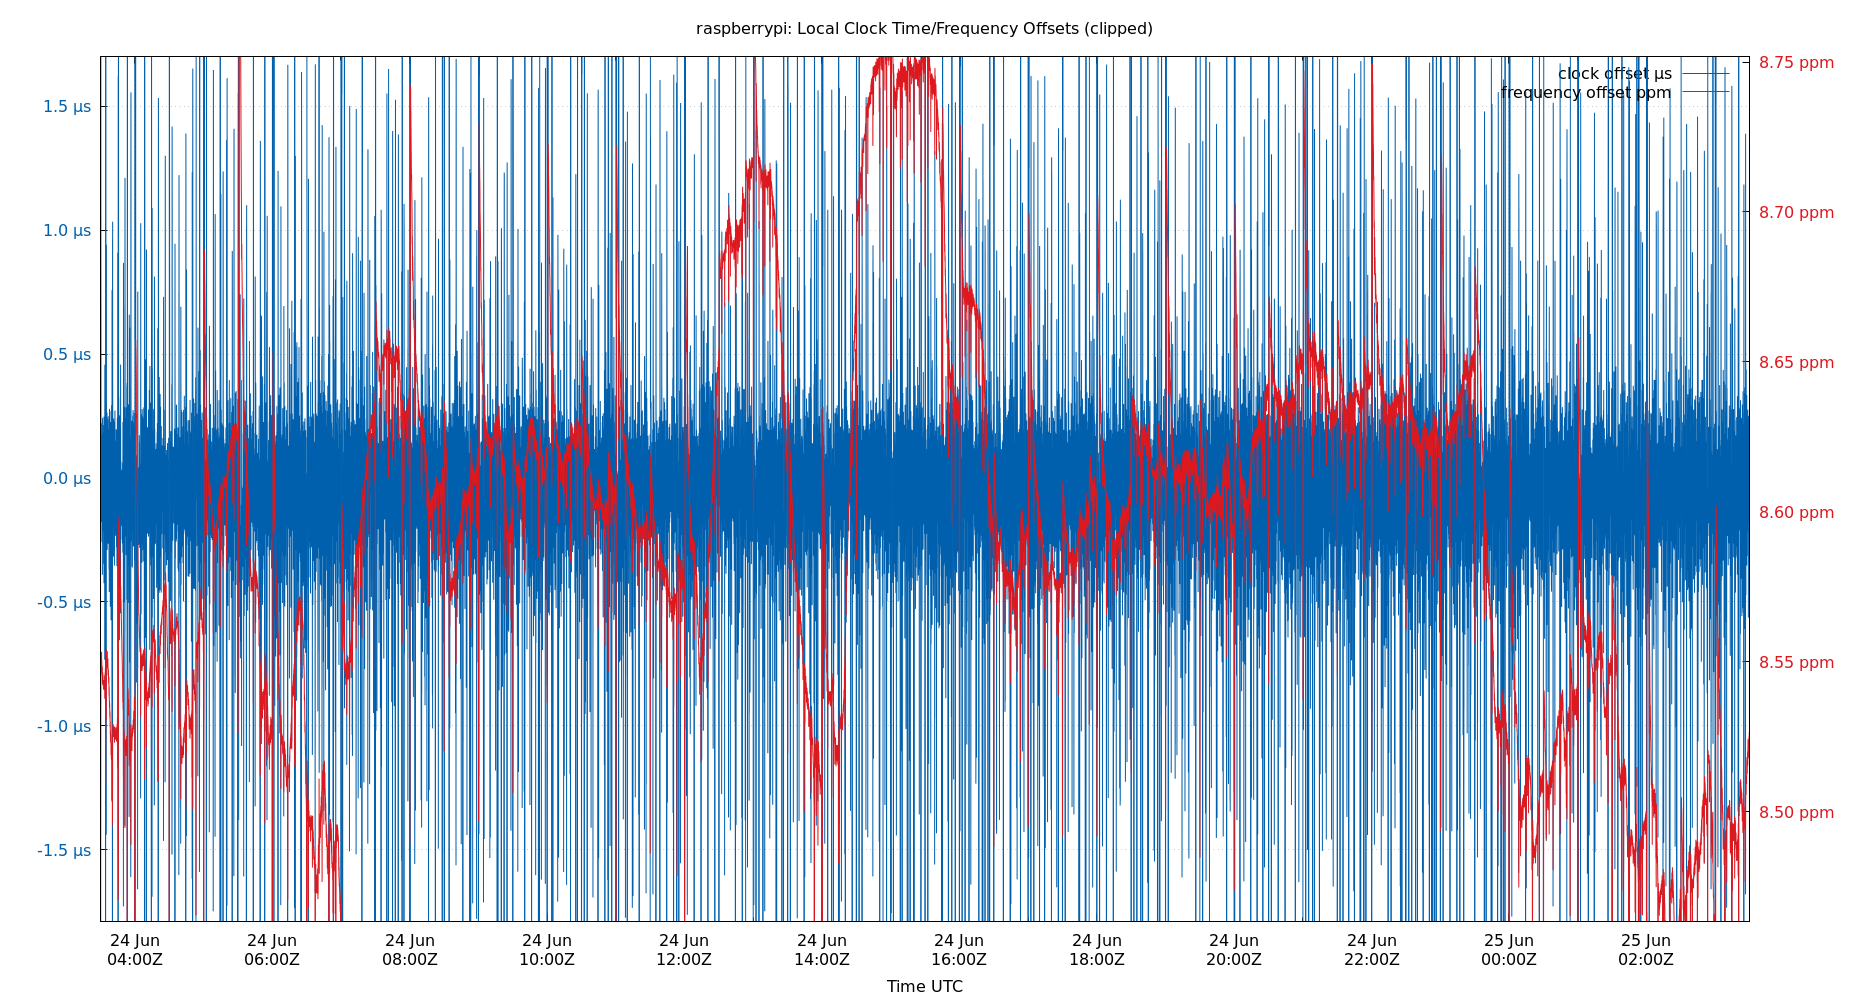 raspberrypi: Local Clock Time/Frequency Offsets (clipped)
clock offset µs
frequency offset ppm
1.5 µs
1.0 µs
0.5 µs
0.0 µs
-0.5 µs
-1.0 µs
-1.5 µs
8.75 ppm
8.70 ppm
8.65 ppm
8.60 ppm
8.55 ppm
8.50 ppm
24 Jun 24 Jun 24 Jun 24 Jun 24 Jun 24 Jun 24 Jun 24 Jun 24 Jun 24 Jun 25 Jun 25 Jun
04:00Z 06:00Z 08:00Z 10:00Z 12:00Z 14:00Z 16:00Z 18:00Z 20:00Z 22:00Z 00:00Z 02:00Z
Time UTC